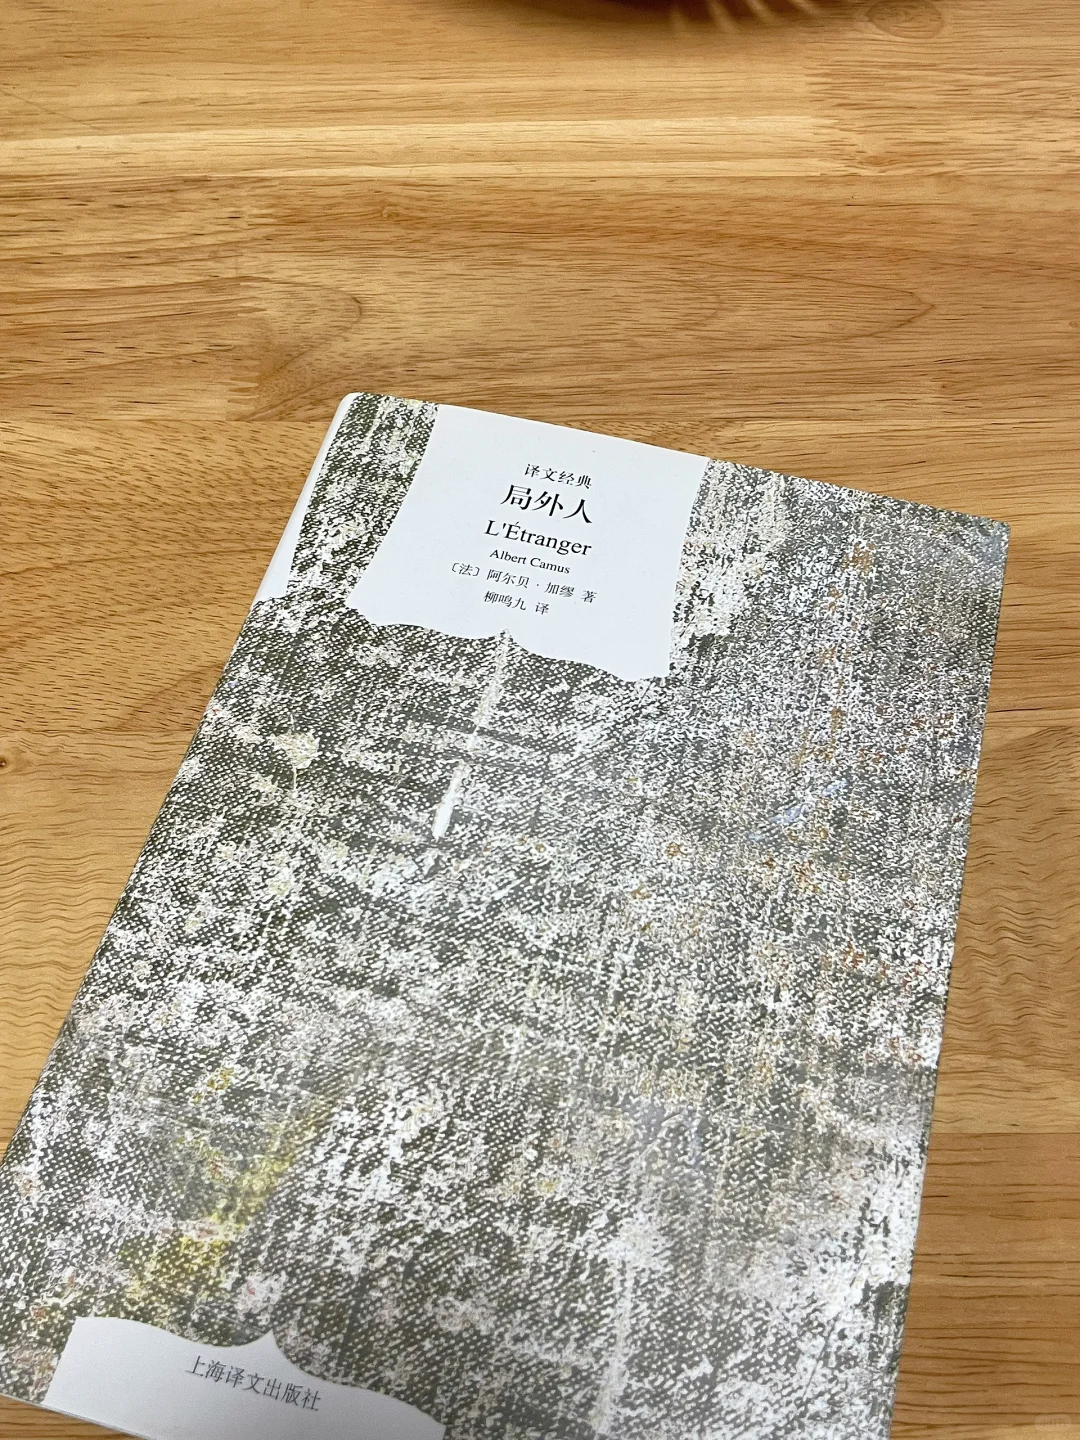 译文经典
局外人
L'Étranger
Albert Camus
〔法〕阿尔贝·加缪 著
柳鸣九 译
上海译文出版社